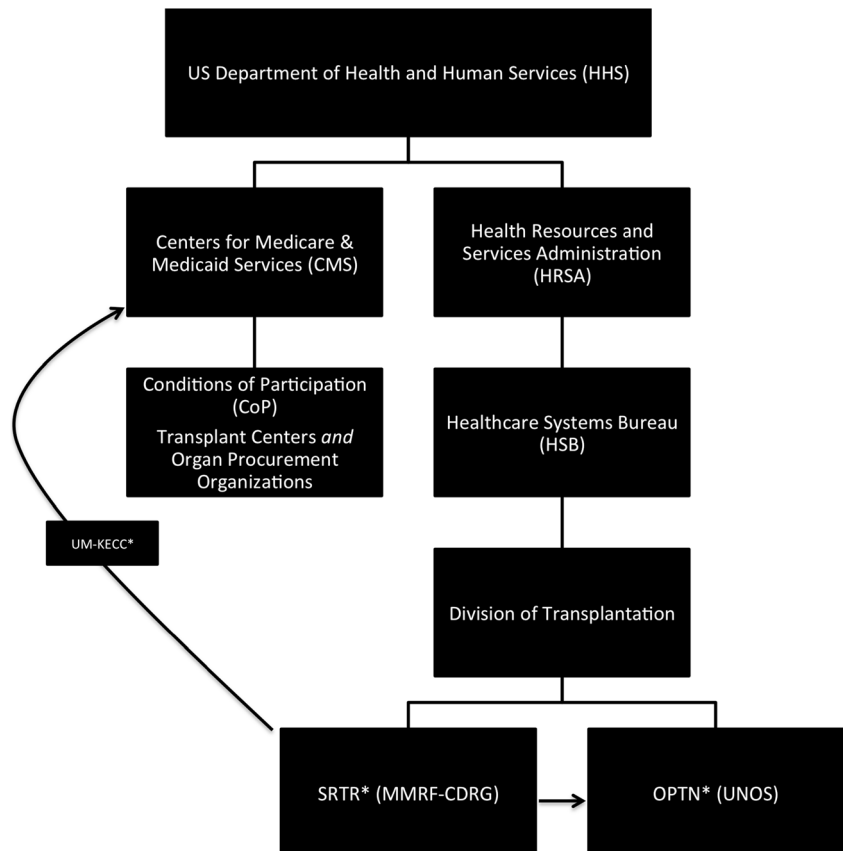 US Department of Health and Human Services (HHS)
Centers for Medicare &
Medicaid Services (CMS)
Health Resources and
Services Administration
(HRSA)
Conditions of Participation
(CoP)
Transplant Centers and
Organ Procurement
Organizations
Healthcare Systems Bureau
(HSB)
UM-KECC*
Division of Transplantation
SRTR* (MMRF-CDRG)
OPTN* (UNOS)